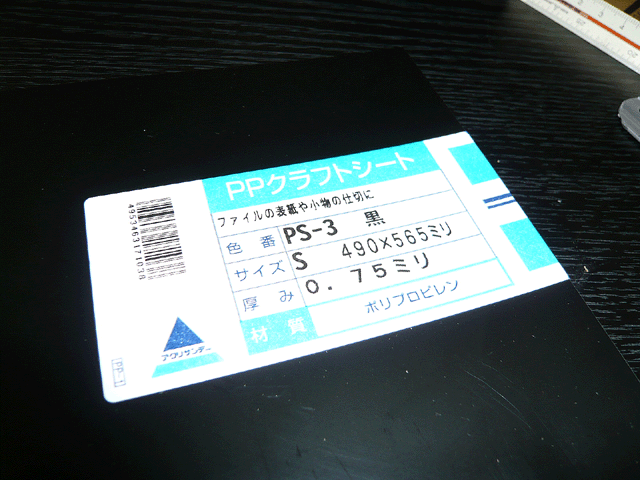 PPクラフトシート
ファイルの表紙や小物の仕切に
色番 PS-3 黒
サイズ S 490×565ミリ
厚み 0.75ミリ
材質 ポリプロピレン
4953463171038
アクリサンデー